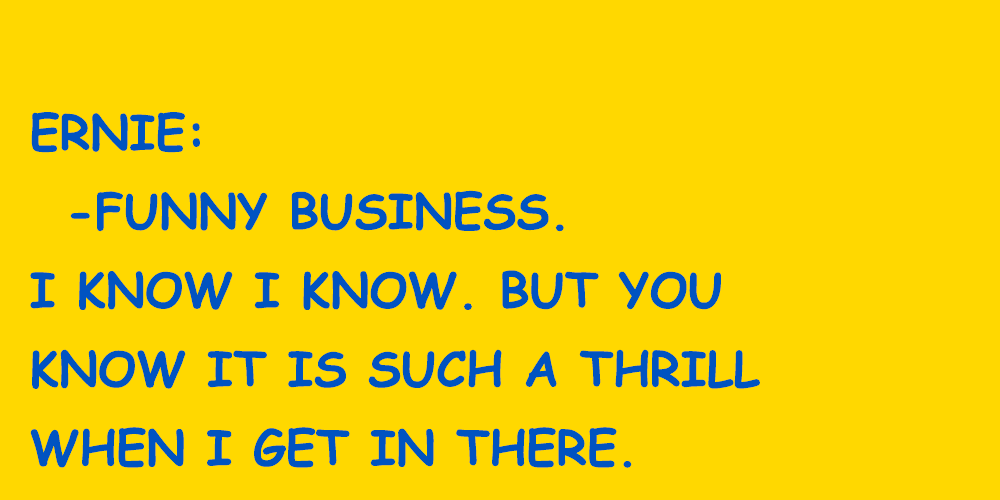 ERNIE:
-FUNNY BUSINESS.
I KNOW I KNOW. BUT YOU
KNOW IT IS SUCH A THRILL
WHEN I GET IN THERE.